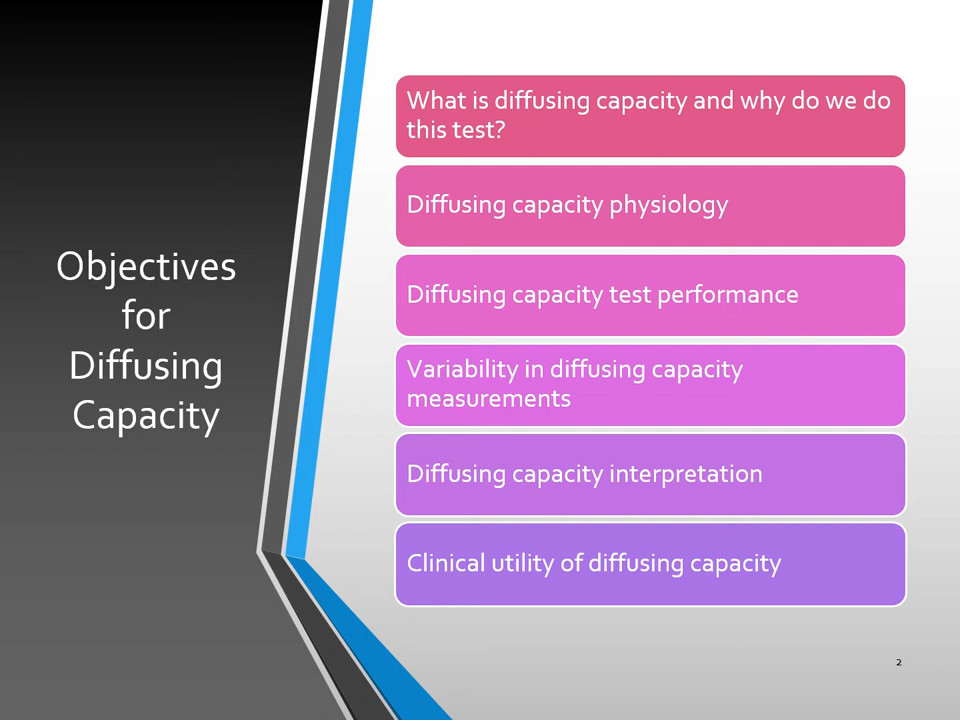 Objectives
for
Diffusing
Capacity
What is diffusing capacity and why do we do
this test?
Diffusing capacity physiology
Diffusing capacity test performance
Variability in diffusing capacity
measurements
Diffusing capacity interpretation
Clinical utility of diffusing capacity
2